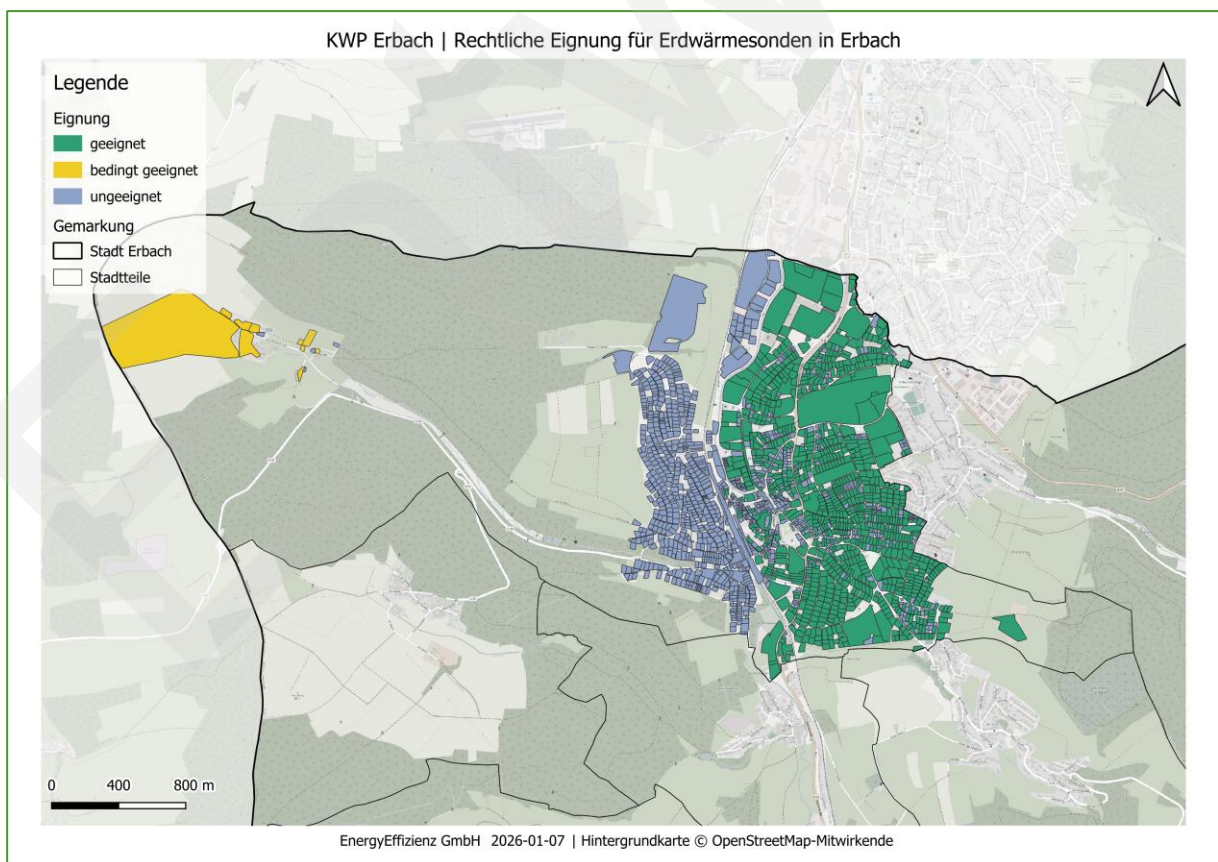 KWP Erbach | Rechtliche Eignung für Erdwärmesonden in Erbach
Legende
Eignung
geeignet
bedingt geeignet
ungeeignet
Gemarkung
Stadt Erbach
Stadtteile
0 400 800 m
EnergyEffizienz GmbH 2026-01-07 | Hintergrundkarte © OpenStreetMap-Mitwirkende